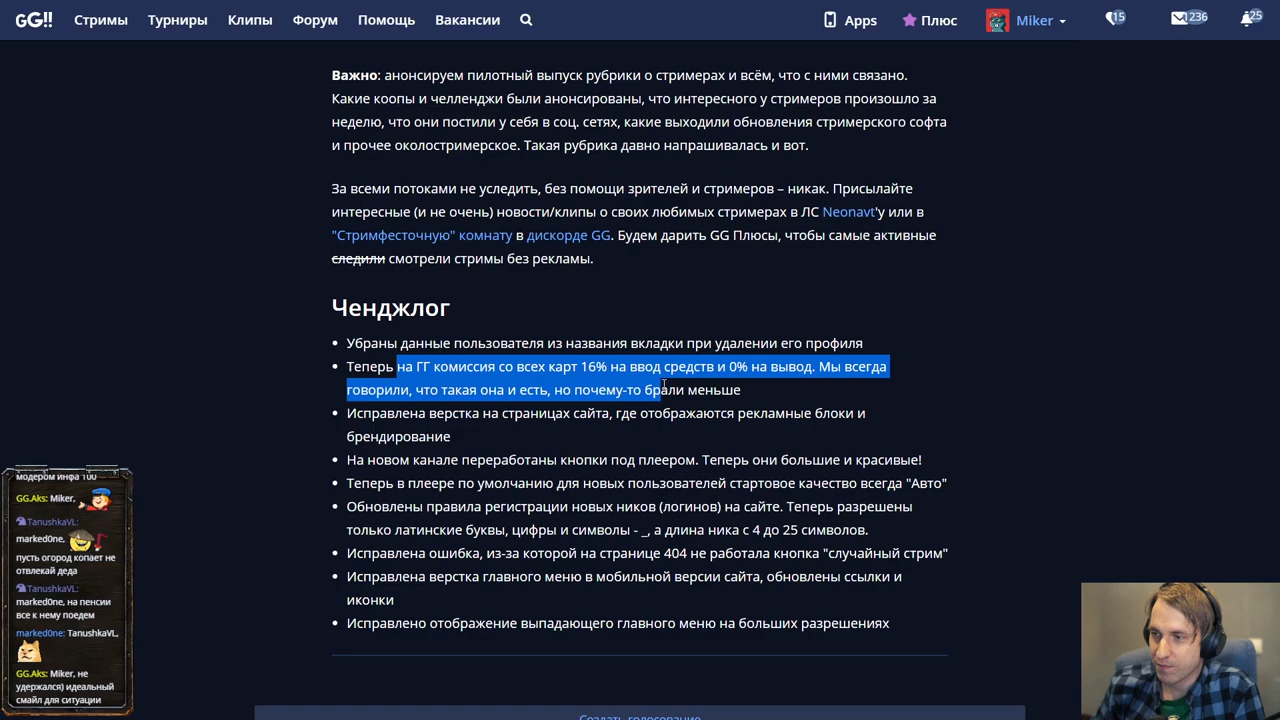 GG!! Стримы Турниры Клипы Форум Помощь Вакансии Apps Плюс Miker 15 236 25
Важно: анонсируем пилотный выпуск рубрики о стримерах и всём, что с ними связано.
Какие коопы и челленджи были анонсированы, что интересного у стримеров произошло за
неделю, что они постили у себя в соц. сетях, какие выходили обновления стримерского софта
и прочее околостримерское. Такая рубрика давно напрашивалась и вот.
За всеми потоками не уследить, без помощи зрителей и стримеров – никак. Присылайте
интересные (и не очень) новости/клипы о своих любимых стримерах в ЛС Neonavt'у или в
"Стримфесточную" комнату в дискорде GG. Будем дарить GG Плюсы, чтобы самые активные
следили смотрели стримы без рекламы.
Ченджлог
• Убраны данные пользователя из названия вкладки при удалении его профиля
• Теперь на ГГ комиссия со всех карт 16% на ввод средств и 0% на вывод. Мы всегда
говорили, что такая она и есть, но почему-то брали меньше
• Исправлена верстка на страницах сайта, где отображаются рекламные блоки и
брендирование
• На новом канале переработаны кнопки под плеером. Теперь они большие и красивые!
• Теперь в плеере по умолчанию для новых пользователей стартовое качество всегда "Авто"
• Обновлены правила регистрации новых ников (логинов) на сайте. Теперь разрешены
только латинские буквы, цифры и символы - _, а длина ника с 4 до 25 символов.
• Исправлена ошибка, из-за которой на странице 404 не работала кнопка "случайный стрим"
• Исправлена верстка главного меню в мобильной версии сайта, обновлены ссылки и
иконки
• Исправлено отображение выпадающего главного меню на больших разрешениях
модером инфа 100
GG.Aks: Miker,
TanushkaVL:
marked0ne,
пусть огород копает не
отвлекай деда
TanushkaVL:
marked0ne, на пенсии
все к нему поедем
marked0ne: TanushkaVL,
GG.Aks: Miker, не
удержался) идеальный
смайл для ситуации
Создать голосование